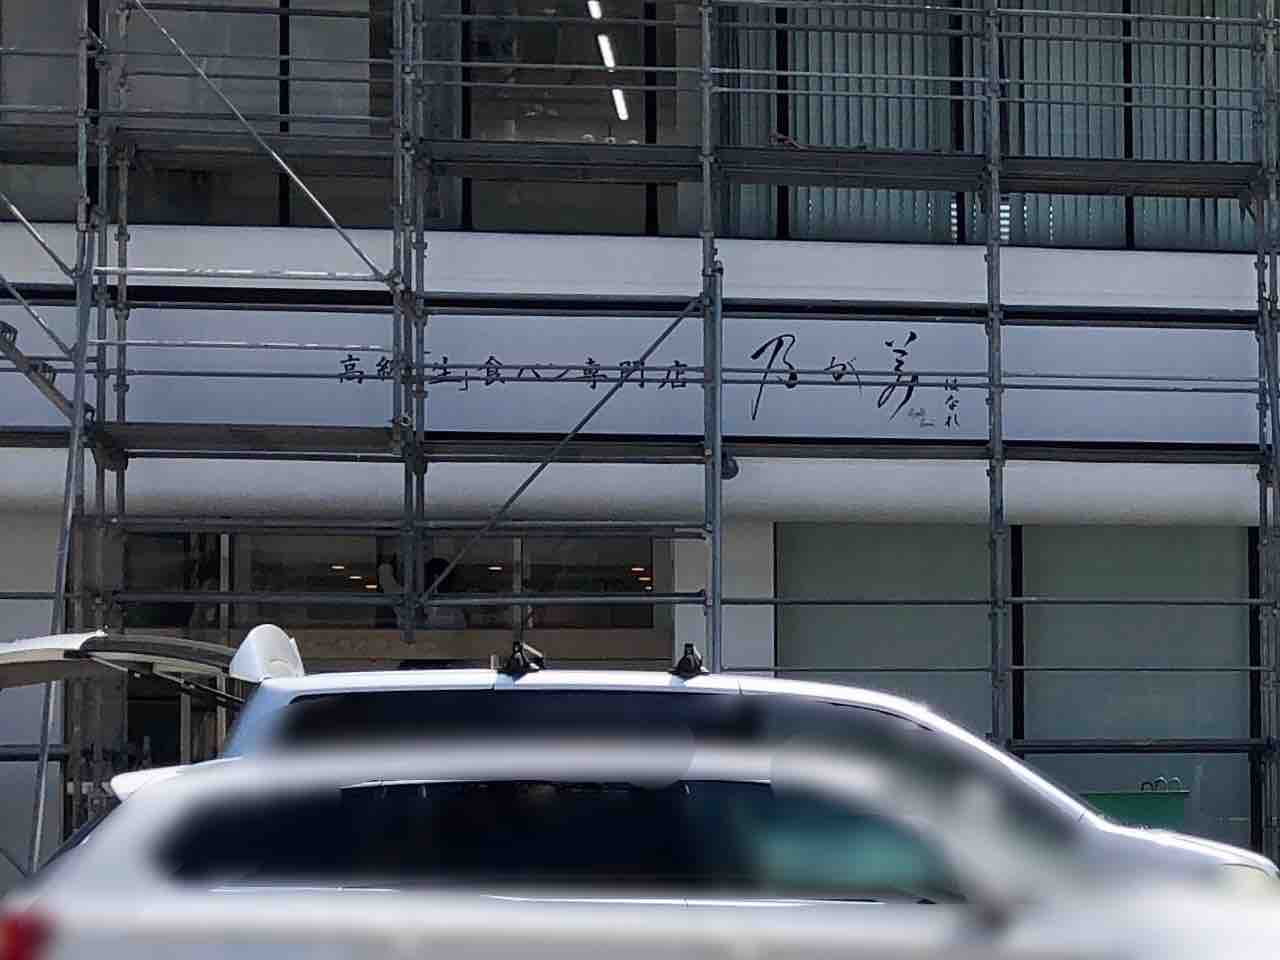 高級「生」食パン専門店 乃が美
はなれ